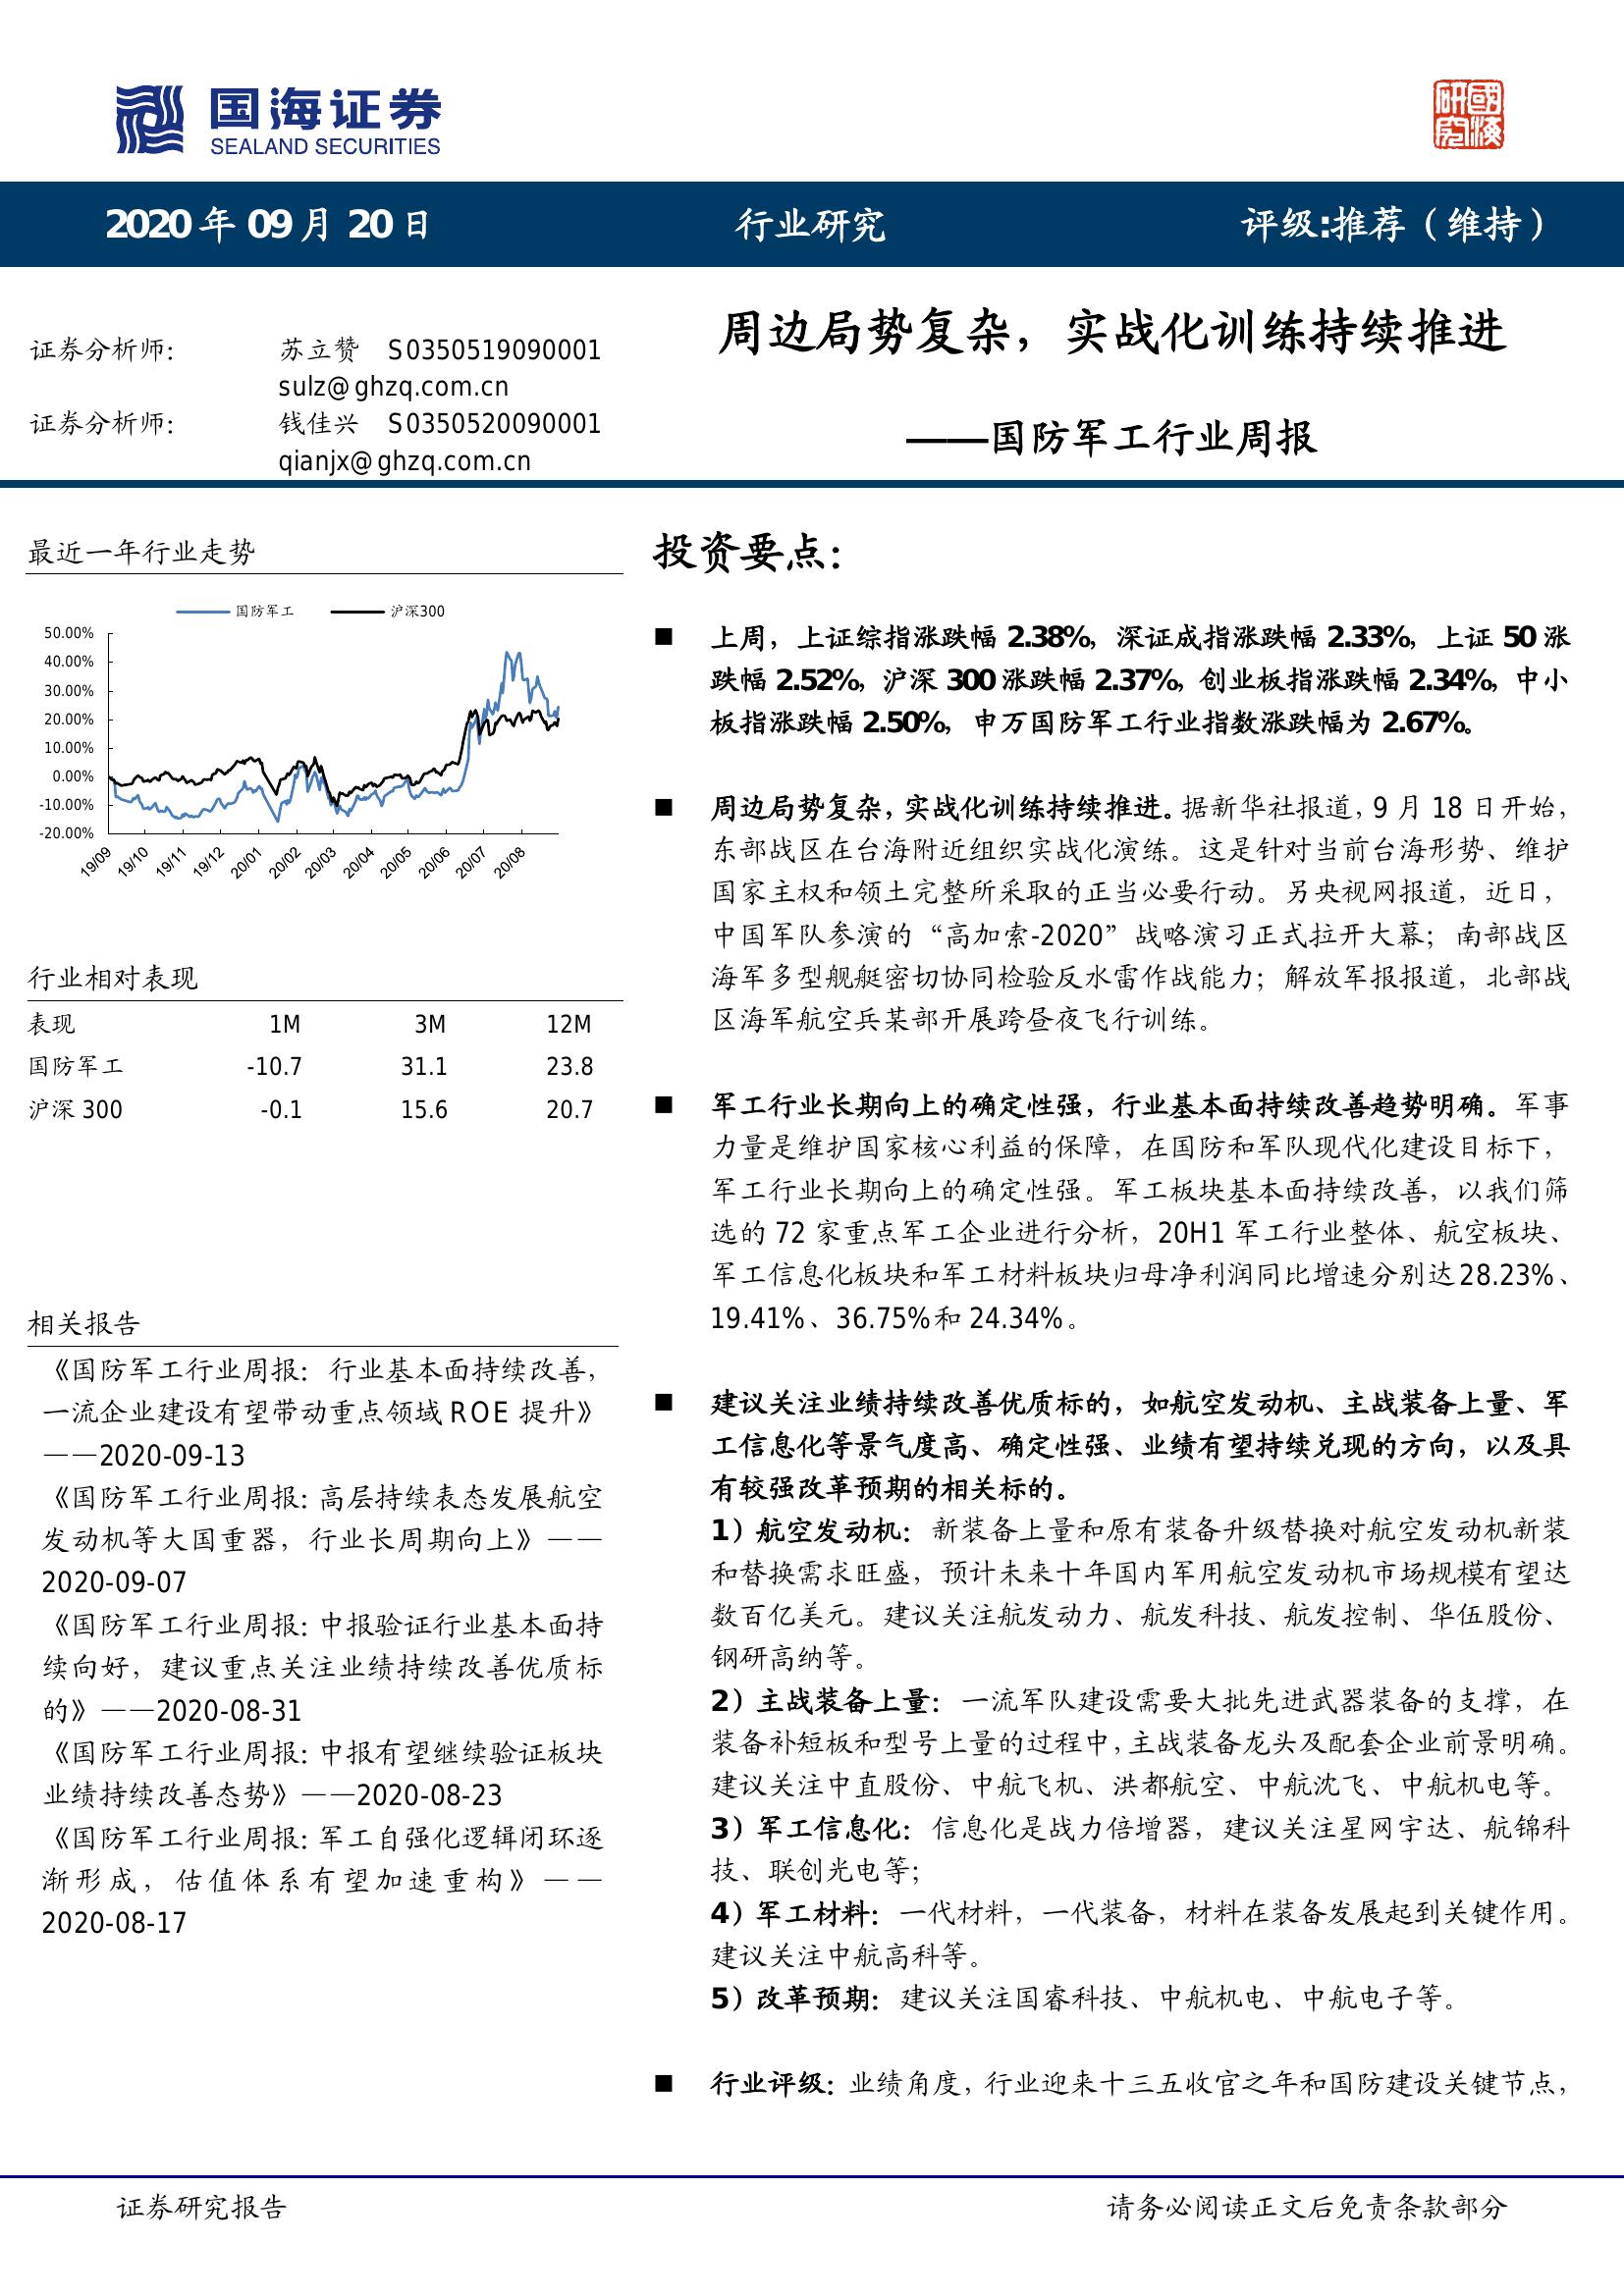 国海证券
SEALAND SECURITIES
國海研究
2020 年 09 月 20 日
行业研究
评级:推荐（维持）
证券分析师: 苏立赞 S0350519090001
sulz@ghzq.com.cn
证券分析师: 钱佳兴 S0350520090001
qianjx@ghzq.com.cn
周边局势复杂，实战化训练持续推进
——国防军工行业周报
最近一年行业走势
国防军工 沪深300
50.00%
40.00%
30.00%
20.00%
10.00%
0.00%
-10.00%
-20.00%
19/09 19/10 19/11 19/12 20/01 20/02 20/03 20/04 20/05 20/06 20/07 20/08
行业相对表现
表现 1M 3M 12M
国防军工 -10.7 31.1 23.8
沪深 300 -0.1 15.6 20.7
相关报告
《国防军工行业周报：行业基本面持续改善，
一流企业建设有望带动重点领域 ROE 提升》
——2020-09-13
《国防军工行业周报：高层持续表态发展航空
发动机等大国重器，行业长周期向上》——
2020-09-07
《国防军工行业周报：中报验证行业基本面持
续向好，建议重点关注业绩持续改善优质标
的》——2020-08-31
《国防军工行业周报：中报有望继续验证板块
业绩持续改善态势》——2020-08-23
《国防军工行业周报：军工自强化逻辑闭环逐
渐形成，估值体系有望加速重构》——
2020-08-17
投资要点：
■ 上周，上证综指涨跌幅 2.38%，深证成指涨跌幅 2.33%，上证 50 涨
跌幅 2.52%，沪深 300 涨跌幅 2.37%，创业板指涨跌幅 2.34%，中小
板指涨跌幅 2.50%，申万国防军工行业指数涨跌幅为 2.67%。
■ 周边局势复杂，实战化训练持续推进。据新华社报道，9 月 18 日开始，
东部战区在台海附近组织实战化演练。这是针对当前台海形势、维护
国家主权和领土完整所采取的正当必要行动。另央视网报道，近日，
中国军队参演的“高加索-2020”战略演习正式拉开大幕；南部战区
海军多型舰艇密切协同检验反水雷作战能力；解放军报报道，北部战
区海军航空兵某部开展跨昼夜飞行训练。
■ 军工行业长期向上的确定性强，行业基本面持续改善趋势明确。军事
力量是维护国家核心利益的保障，在国防和军队现代化建设目标下，
军工行业长期向上的确定性强。军工板块基本面持续改善，以我们筛
选的 72 家重点军工企业进行分析，20H1 军工行业整体、航空板块、
军工信息化板块和军工材料板块归母净利润同比增速分别达28.23%、
19.41%、36.75%和 24.34%。
■ 建议关注业绩持续改善优质标的，如航空发动机、主战装备上量、军
工信息化等景气度高、确定性强、业绩有望持续兑现的方向，以及具
有较强改革预期的相关标的。
1）航空发动机：新装备上量和原有装备升级替换对航空发动机新装
和替换需求旺盛，预计未来十年国内军用航空发动机市场规模有望达
数百亿美元。建议关注航发动力、航发科技、航发控制、华伍股份、
钢研高纳等。
2）主战装备上量：一流军队建设需要大批先进武器装备的支撑，在
装备补短板和型号上量的过程中，主战装备龙头及配套企业前景明确。
建议关注中直股份、中航飞机、洪都航空、中航沈飞、中航机电等。
3）军工信息化：信息化是战力倍增器，建议关注星网宇达、航锦科
技、联创光电等；
4）军工材料：一代材料，一代装备，材料在装备发展起到关键作用。
建议关注中航高科等。
5）改革预期：建议关注国睿科技、中航机电、中航电子等。
■ 行业评级：业绩角度，行业迎来十三五收官之年和国防建设关键节点，
证券研究报告
请务必阅读正文后免责条款部分